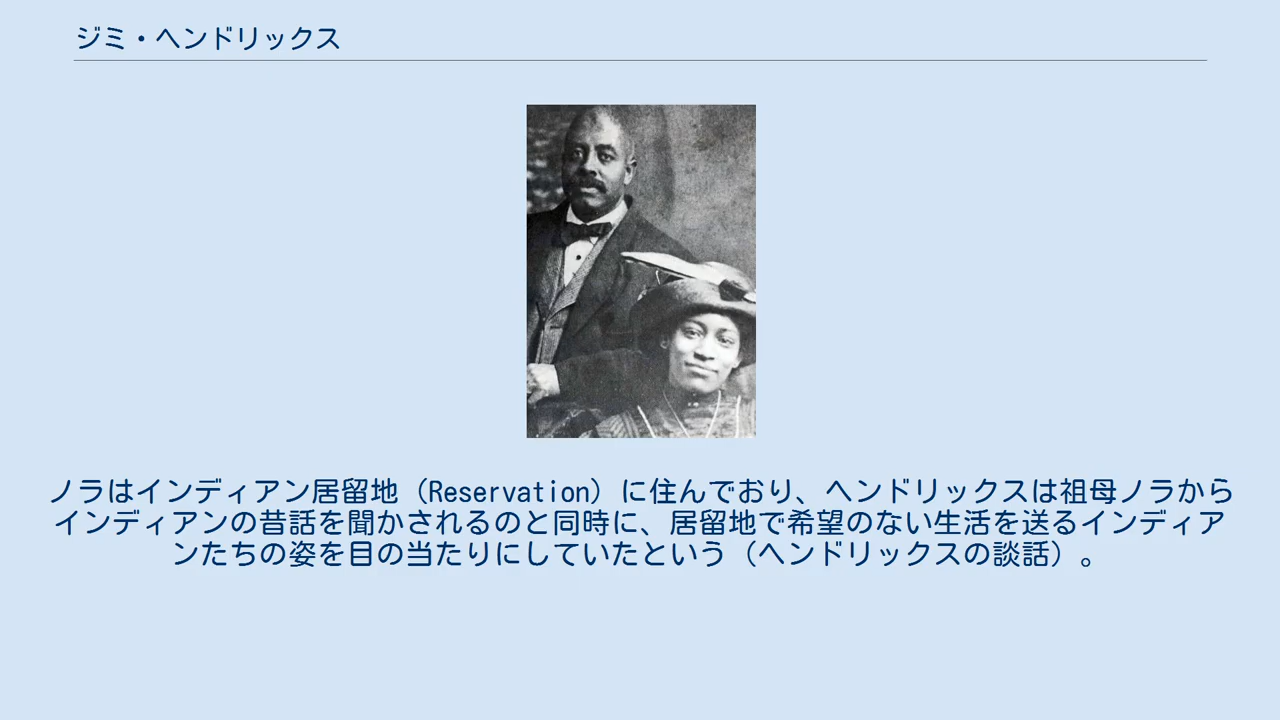 ジミ・ヘンドリックス
ノラはインディアン居留地（Reservation）に住んでおり、ヘンドリックスは祖母ノラから
インディアンの昔話を聞かされるのと同時に、居留地で希望のない生活を送るインディア
ンたちの姿を目の当たりにしていたという（ヘンドリックスの談話）。